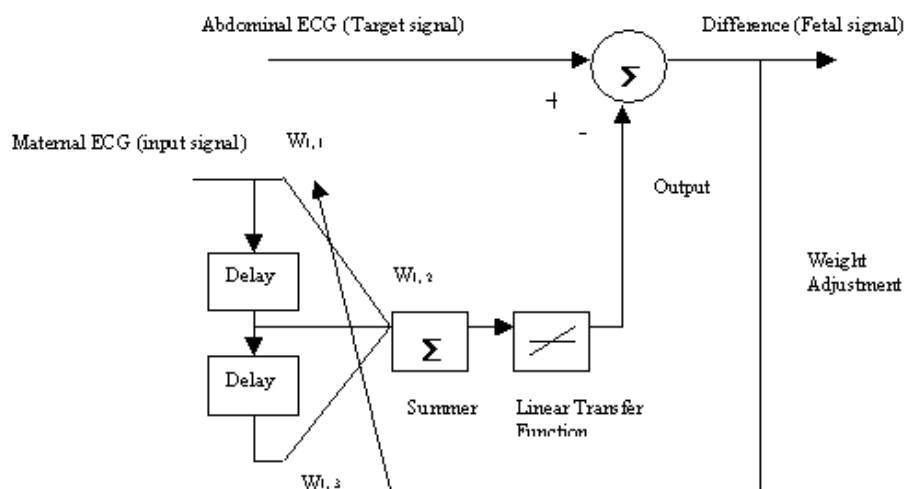 Abdominal ECG (Target signal)
Difference (Fetal signal)
Σ
+
-
Maternal ECG (input signal)
W1, 1
Output
Delay
W1, 2
Weight
Adjustment
Σ
Delay
Summer
Linear Transfer
Function
W1, 3